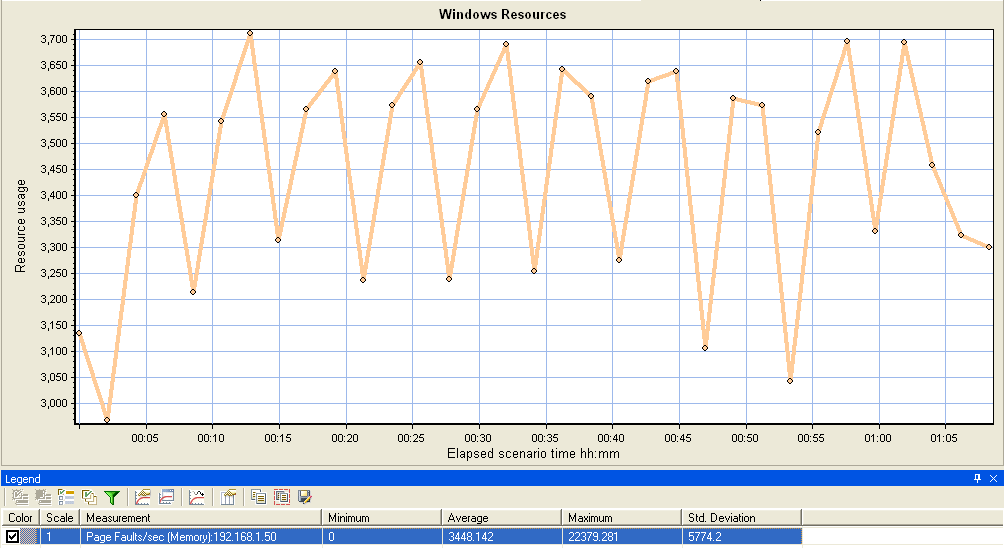 Windows Resources
3,700
3,650
3,600
3,550
3,500
3,450
3,400
3,350
3,300
3,250
3,200
3,150
3,100
3,050
3,000
Resource usage
00:05 00:10 00:15 00:20 00:25 00:30 00:35 00:40 00:45 00:50 00:55 01:00 01:05
Elapsed scenario time hh:mm
Legend
Color Scale Measurement Minimum Average Maximum Std. Deviation
1 Page Faults/sec (Memory):192.168.1.50 0 3448.142 22379.281 5774.2